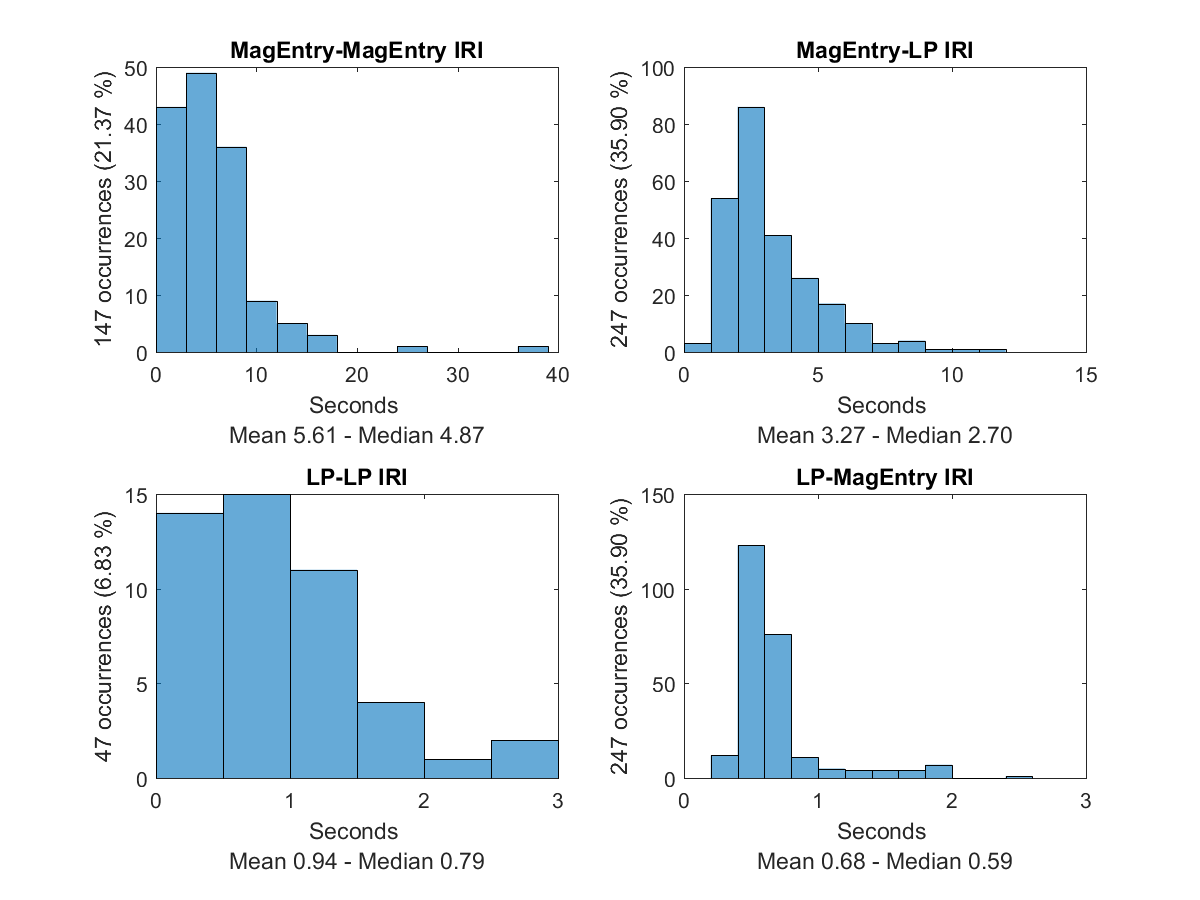 MagEntry-MagEntry IRI
147 occurrences (21.37 %)
50
40
30
20
10
0
0 10 20 30 40
Seconds
Mean 5.61 - Median 4.87
MagEntry-LP IRI
247 occurrences (35.90 %)
100
80
60
40
20
0
0 5 10 15
Seconds
Mean 3.27 - Median 2.70
LP-LP IRI
47 occurrences (6.83 %)
15
10
5
0
0 1 2 3
Seconds
Mean 0.94 - Median 0.79
LP-MagEntry IRI
247 occurrences (35.90 %)
150
100
50
0
0 1 2 3
Seconds
Mean 0.68 - Median 0.59